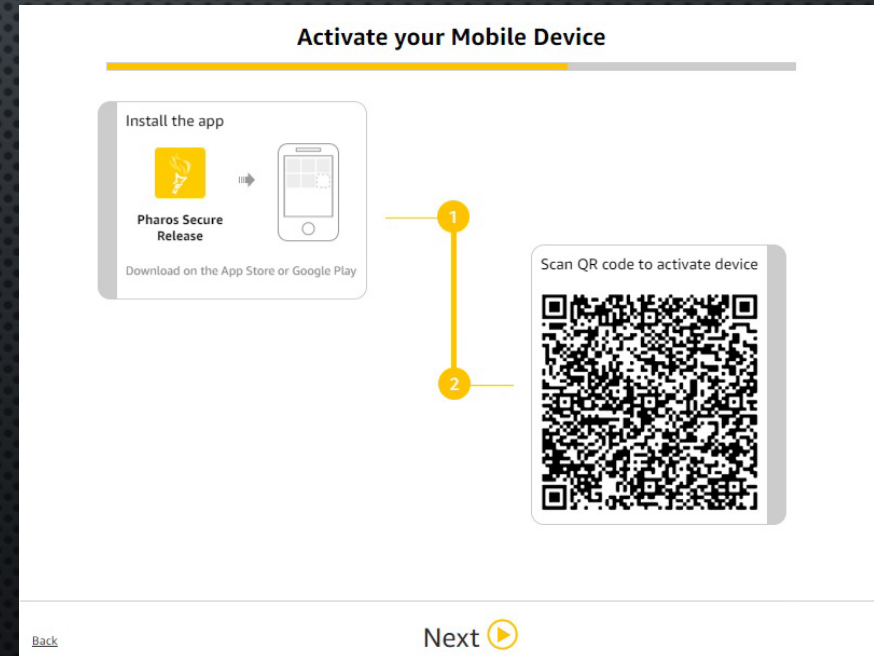 Activate your Mobile Device
Install the app
Pharos Secure
Release
Download on the App Store or Google Play
1
Scan QR code to activate device
2
Back
Next